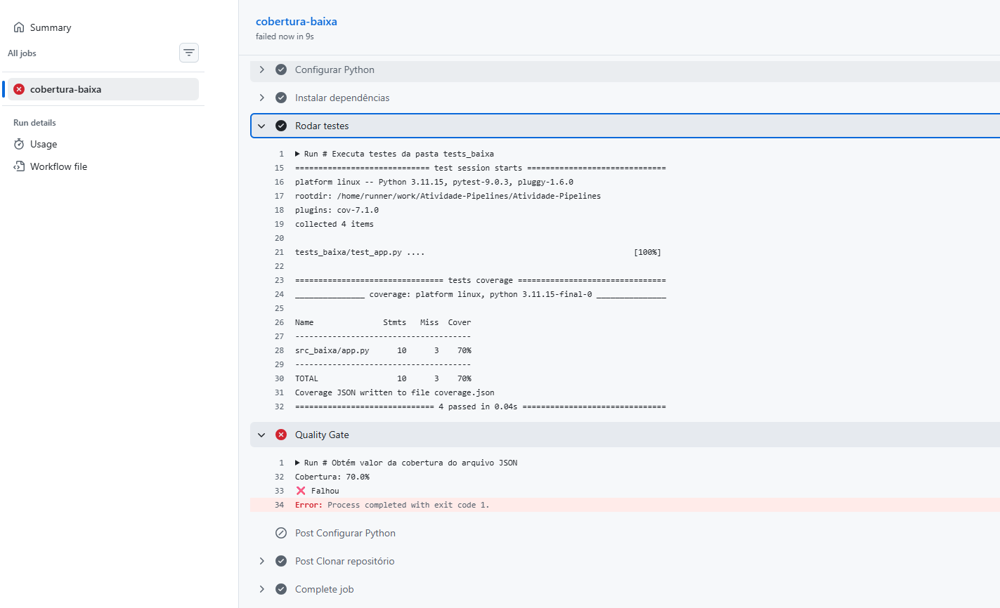 Summary
All jobs
cobertura-baixa
Run details
Usage
Workflow file
cobertura-baixa
failed now in 9s
Configurar Python
Instalar dependências
Rodar testes
1 Run # Executa testes da pasta tests_baixa
15 ============================= test session starts ==============================
16 platform linux -- Python 3.11.15, pytest-9.0.3, pluggy-1.6.0
17 rootdir: /home/runner/work/Atividade-Pipelines/Atividade-Pipelines
18 plugins: cov-7.1.0
19 collected 4 items
20
21 tests_baixa/test_app.py .... [100%]
22
23 ================================ tests coverage ================================
24 _______________ coverage: platform linux, python 3.11.15-final-0 _______________
25
26 Name Stmts Miss Cover
27 --------------------------------------
28 src_baixa/app.py 10 3 70%
29 --------------------------------------
30 TOTAL 10 3 70%
31 Coverage JSON written to file coverage.json
32 ============================== 4 passed in 0.04s ===============================
Quality Gate
1 Run # Obtém valor da cobertura do arquivo JSON
32 Cobertura: 70.0%
33 ❌ Falhou
34 Error: Process completed with exit code 1.
Post Configurar Python
Post Clonar repositório
Complete job